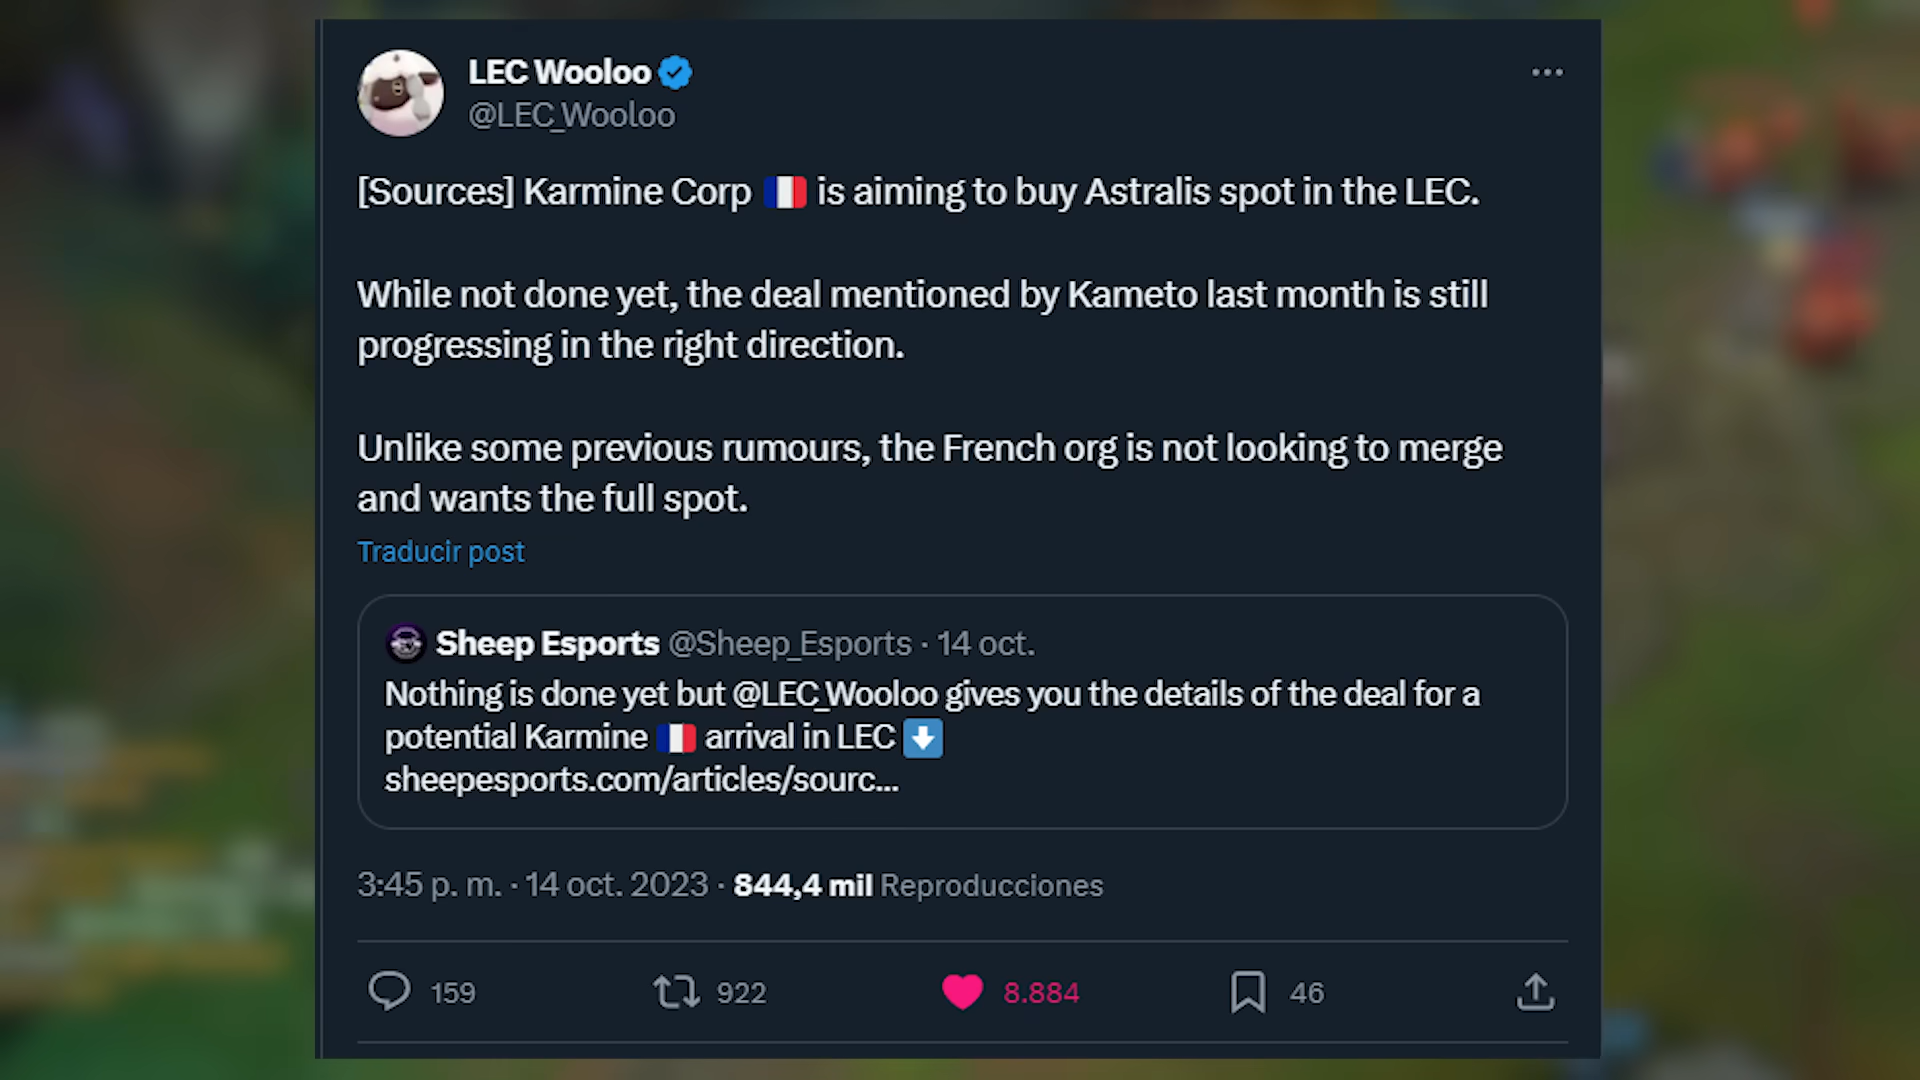 LEC Wooloo
@LEC_Wooloo
[Sources] Karmine Corp 🇫🇷 is aiming to buy Astralis spot in the LEC.
While not done yet, the deal mentioned by Kameto last month is still
progressing in the right direction.
Unlike some previous rumours, the French org is not looking to merge
and wants the full spot.
Traducir post
Sheep Esports @Sheep_Esports · 14 oct.
Nothing is done yet but @LEC_Wooloo gives you the details of the deal for a
potential Karmine 🇫🇷 arrival in LEC ⬇️
sheepesports.com/articles/sourc...
3:45 p. m. · 14 oct. 2023 · 844,4 mil Reproducciones
159 922 8.884 46